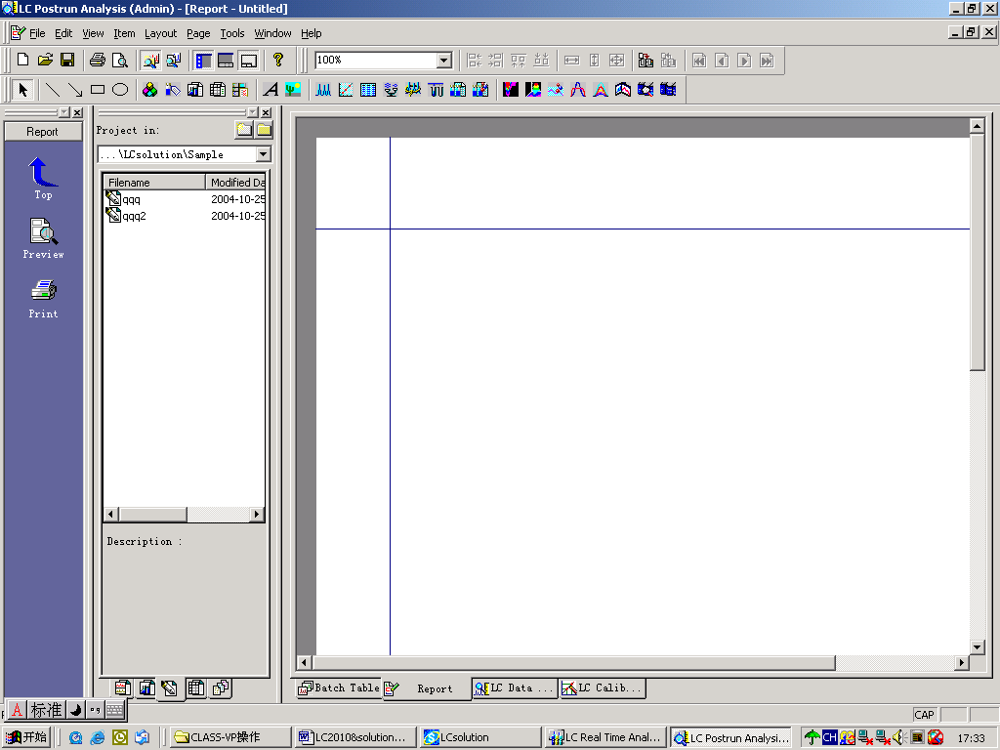 LC Postrun Analysis (Admin) - [Report - Untitled]
File Edit View Item Layout Page Tools Window Help
100%
Report
Project in:
...\LCsolution\Sample
Filename Modified Da
qqq 2004-10-25
qqq2 2004-10-25
Top
Preview
Print
Description :
Batch Table Report LC Data ... LC Calib...
A 标准
CAP
开始 CLASS-VP操作 LC2010&solution... LCsolution LC Real Time Anal... LC Postrun Analysi... CH 17:33